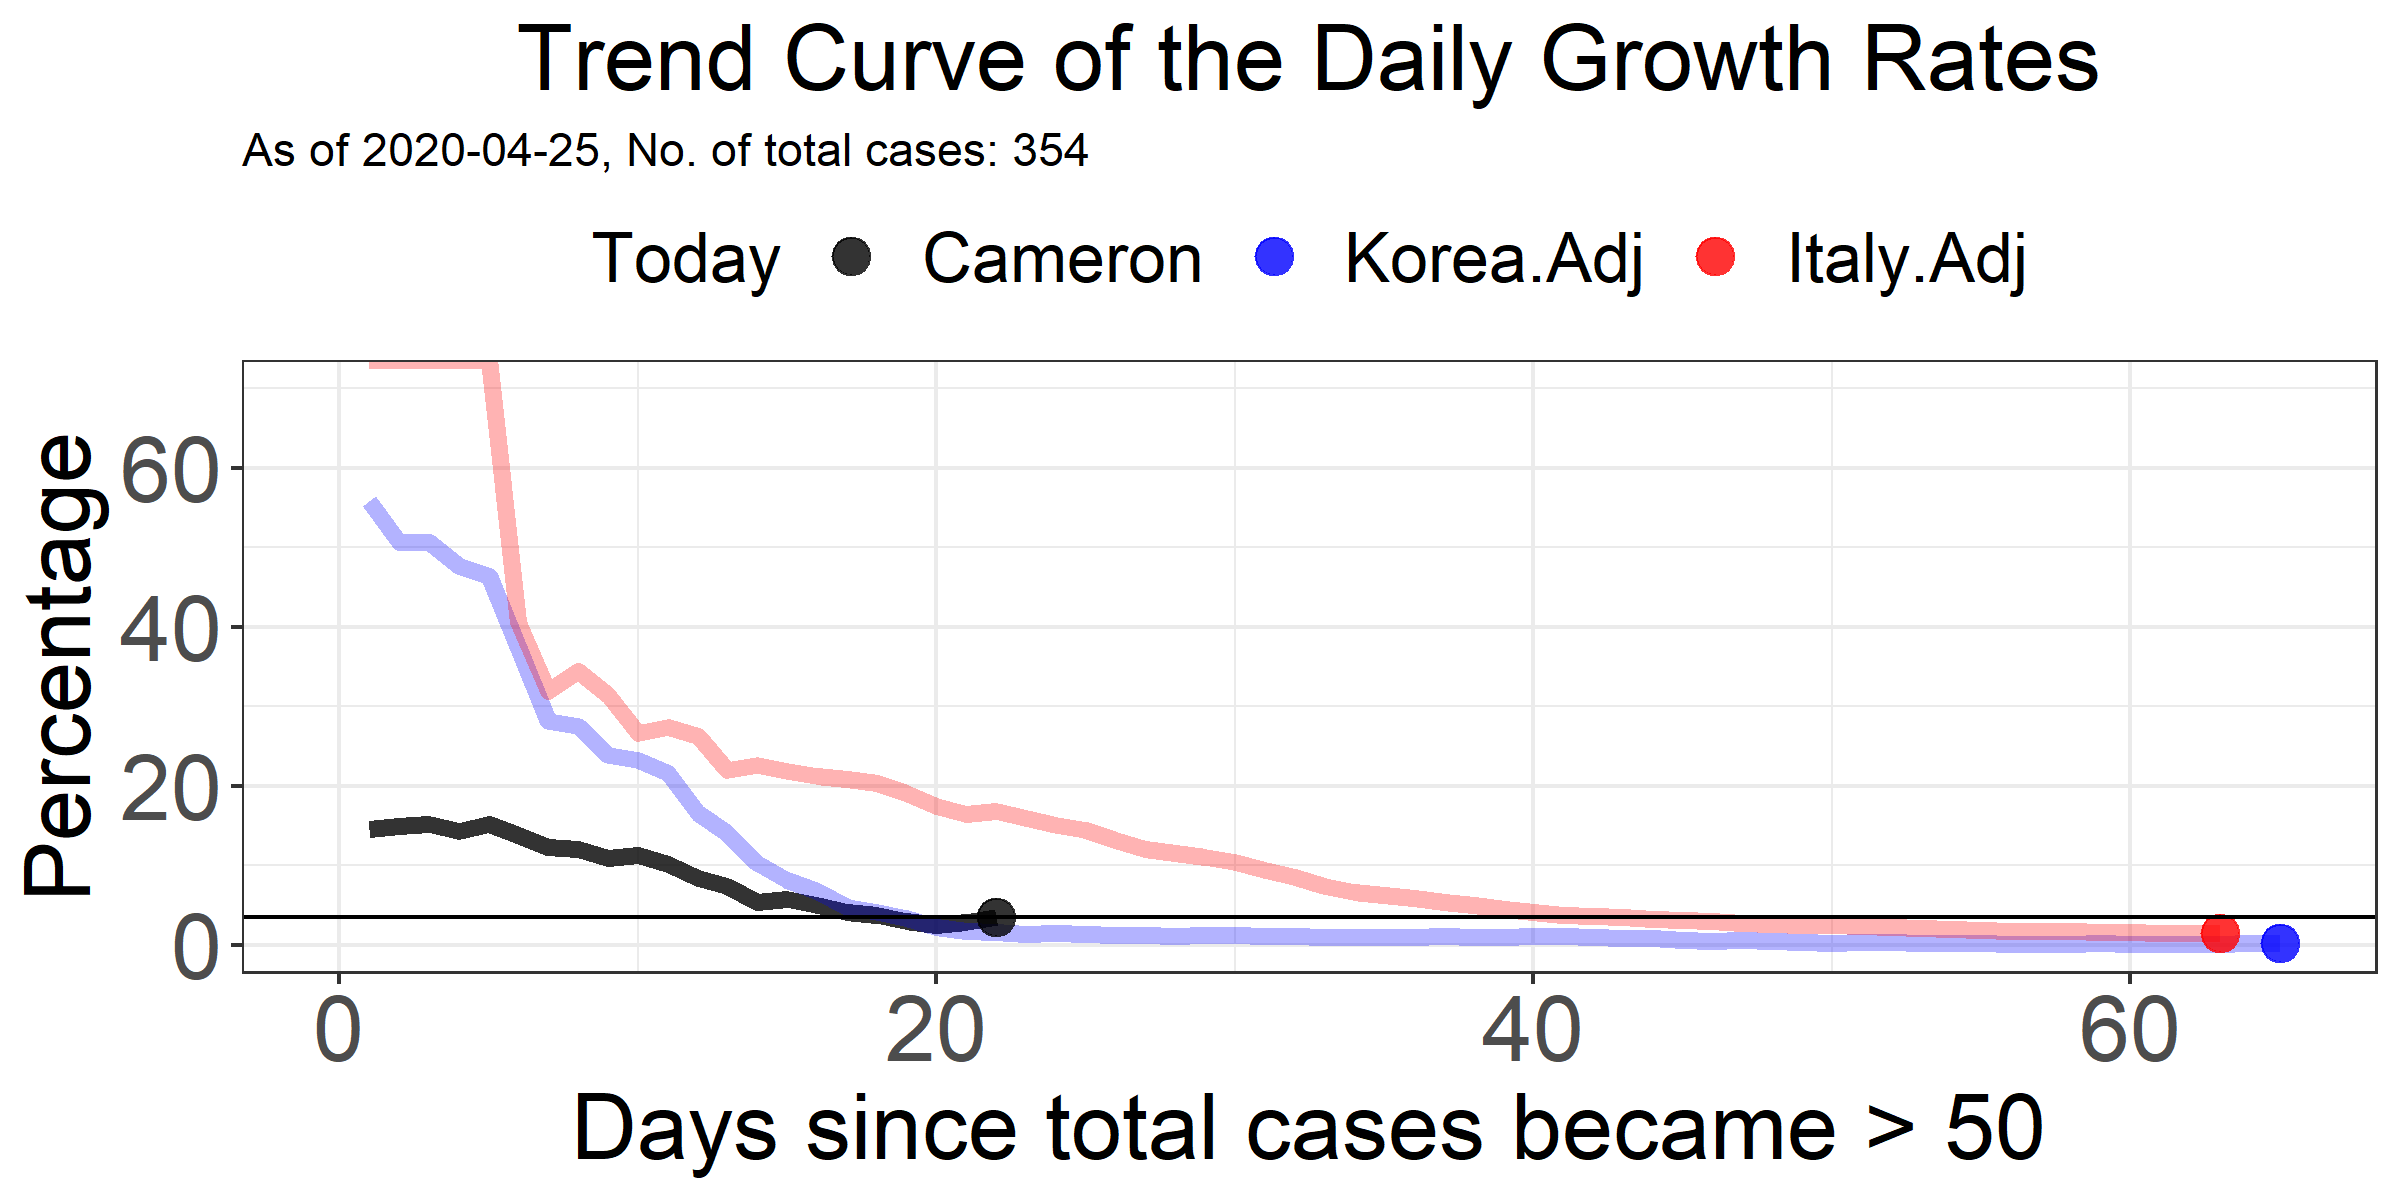 Trend Curve of the Daily Growth Rates
As of 2020-04-25, No. of total cases: 354
Today Cameron Korea.Adj Italy.Adj
Percentage
60
40
20
0
0 20 40 60
Days since total cases became > 50